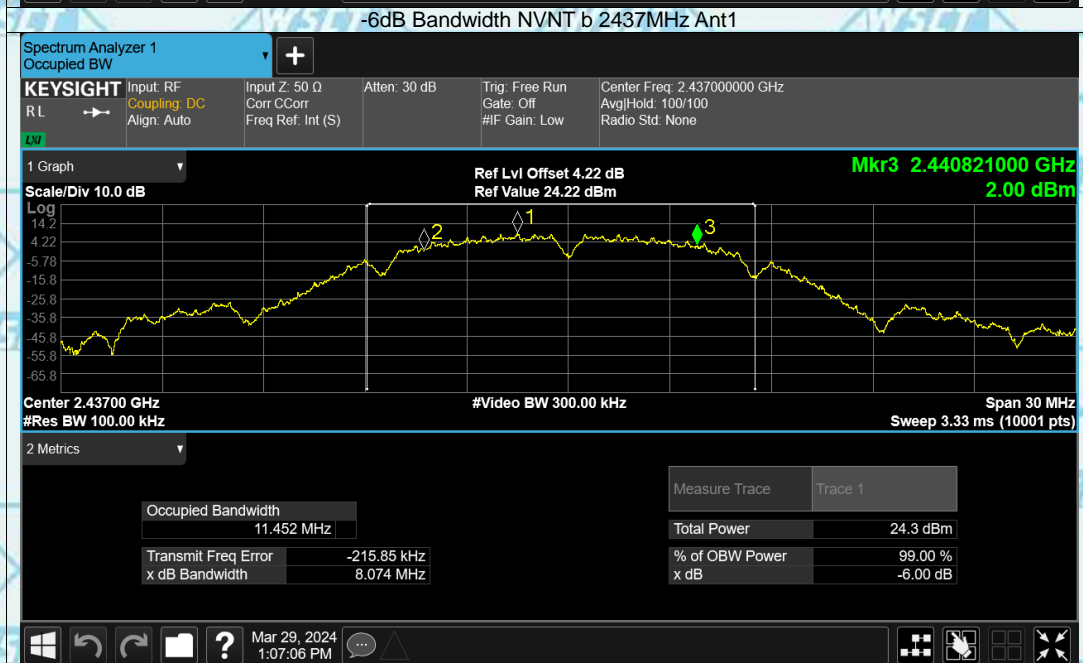 -6dB Bandwidth NVNT b 2437MHz Ant1
Spectrum Analyzer 1
Occupied BW
+
KEYSIGHT
RL
LXI
Input: RF
Coupling: DC
Align: Auto
Input Z: 50 Ω
Corr CCorr
Freq Ref: Int (S)
Atten: 30 dB
Trig: Free Run
Gate: Off
#IF Gain: Low
Center Freq: 2.437000000 GHz
Avg|Hold: 100/100
Radio Std: None
1 Graph
Scale/Div 10.0 dB
Ref Lvl Offset 4.22 dB
Ref Value 24.22 dBm
Mkr3 2.440821000 GHz
2.00 dBm
Log
14.2
4.22
-5.78
-15.8
-25.8
-35.8
-45.8
-55.8
-65.8
2
1
3
Center 2.43700 GHz
#Video BW 300.00 kHz
Span 30 MHz
#Res BW 100.00 kHz
Sweep 3.33 ms (10001 pts)
2 Metrics
Occupied Bandwidth
11.452 MHz
Transmit Freq Error -215.85 kHz
x dB Bandwidth 8.074 MHz
Measure Trace Trace 1
Total Power 24.3 dBm
% of OBW Power 99.00 %
x dB -6.00 dB
?
Mar 29, 2024
1:07:06 PM